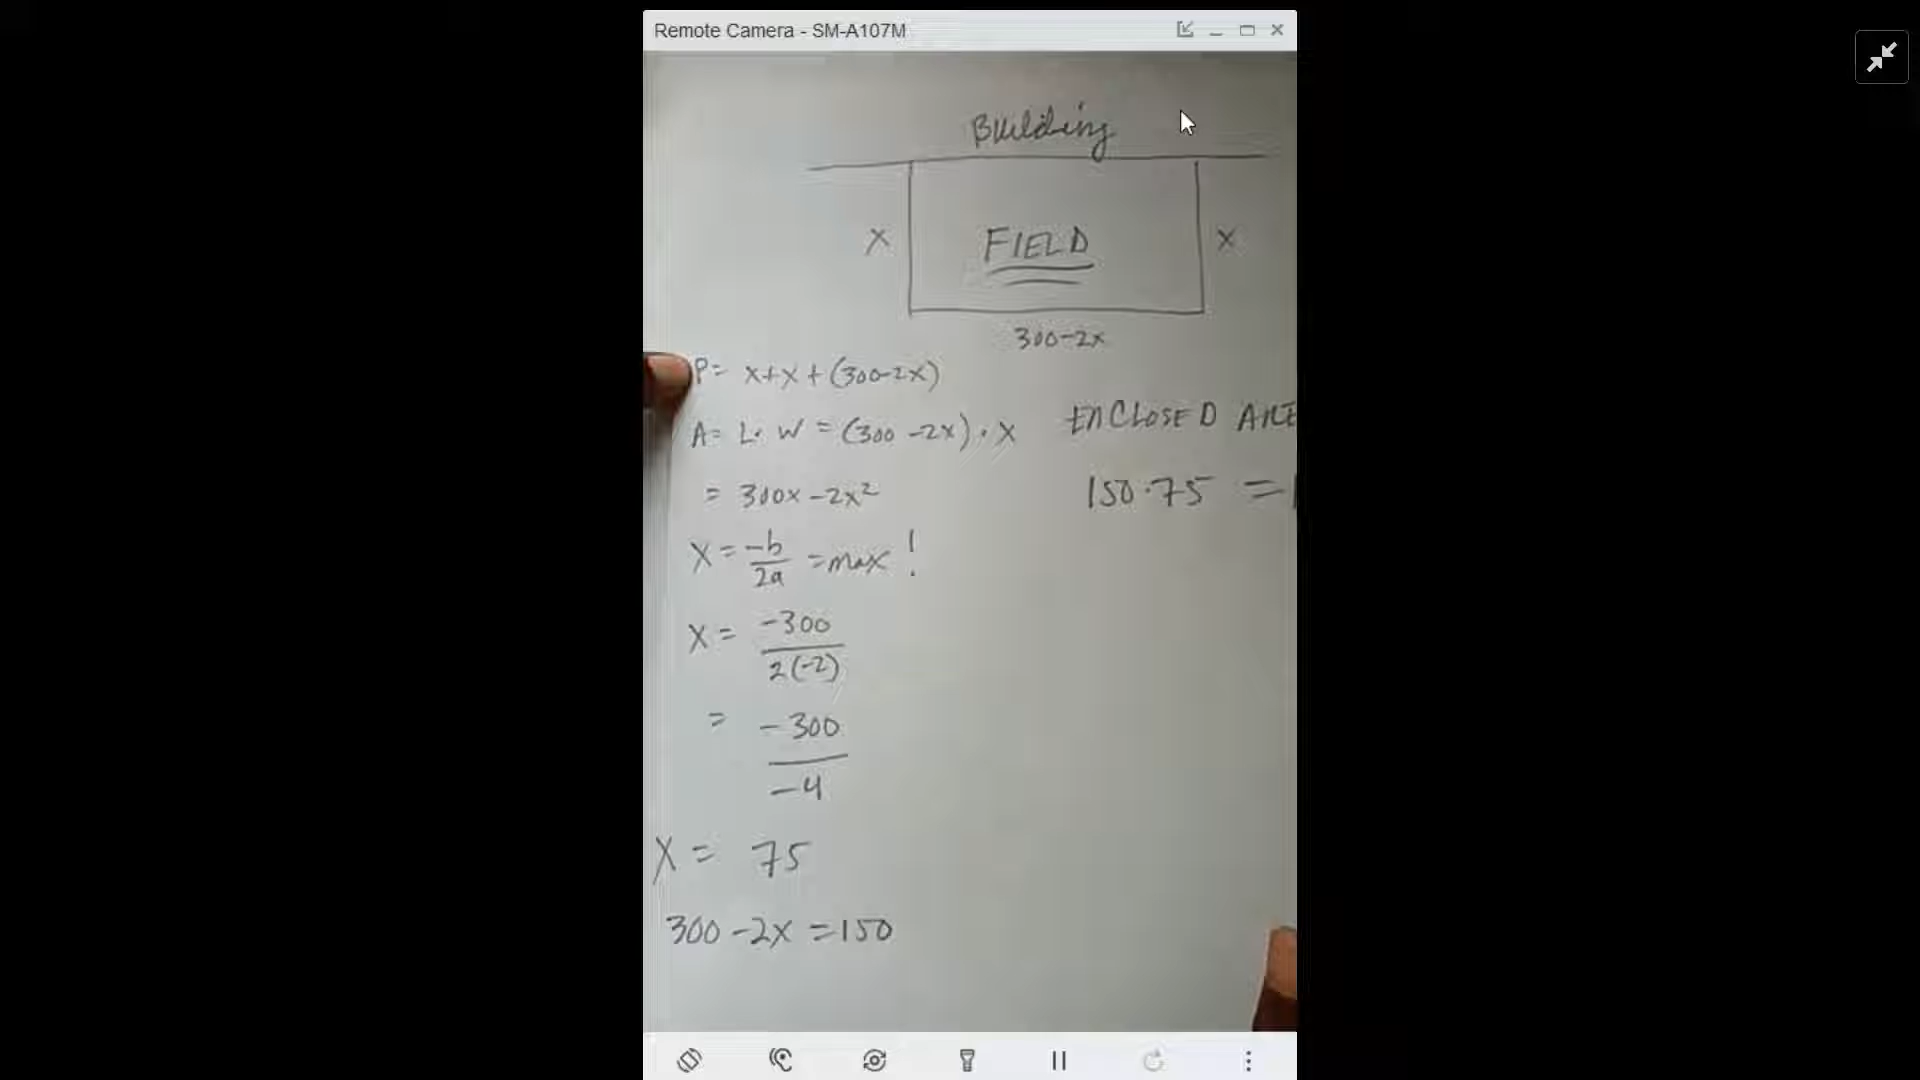 Remote Camera - SM-A107M
Building
X FIELD X
300-2x
P= x+x+(300-2x)
A= L. W = (300 -2x) . X
= 300x -2x²
X = -b/2a = max !
X = -300/2(-2)
= -300/-4
X = 75
300 -2x = 150
ENCLOSED ARE
150.75 =